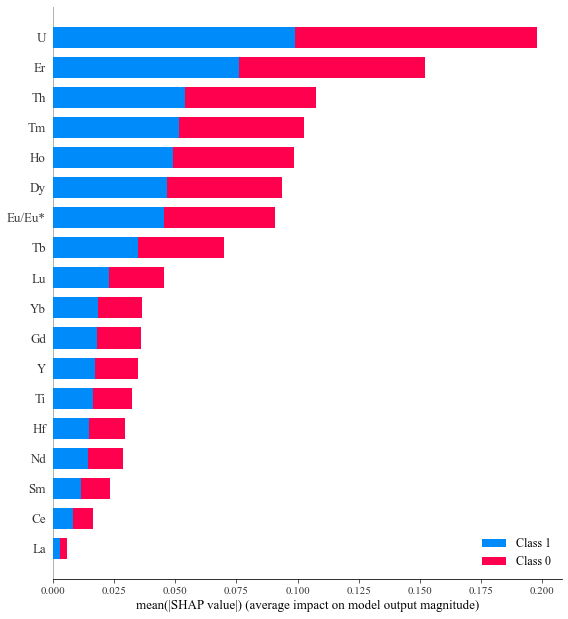 U
Er
Th
Tm
Ho
Dy
Eu/Eu*
Tb
Lu
Yb
Gd
Y
Ti
Hf
Nd
Sm
Ce
La
Class 1
Class 0
0.000 0.025 0.050 0.075 0.100 0.125 0.150 0.175 0.200
mean(|SHAP value|) (average impact on model output magnitude)